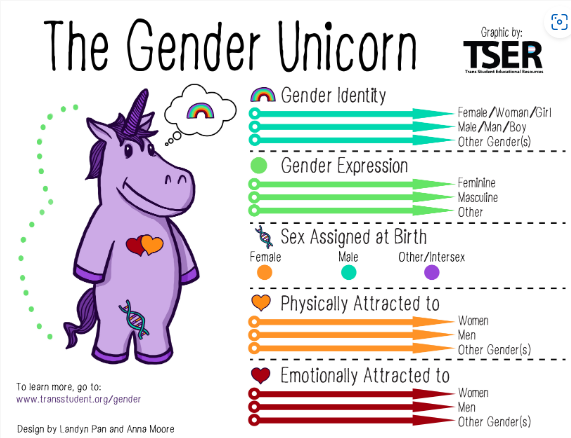 The Gender Unicorn
Graphic by:
TSER
Trans Student Educational Resources
Gender Identity
Female/Woman/Girl
Male/Man/Boy
Other Gender(s)
Gender Expression
Feminine
Masculine
Other
Sex Assigned at Birth
Female Male Other/Intersex
Physically Attracted to
Women
Men
Other Gender(s)
Emotionally Attracted to
Women
Men
Other Gender(s)
To learn more, go to:
www.transstudent.org/gender
Design by Landyn Pan and Anna Moore